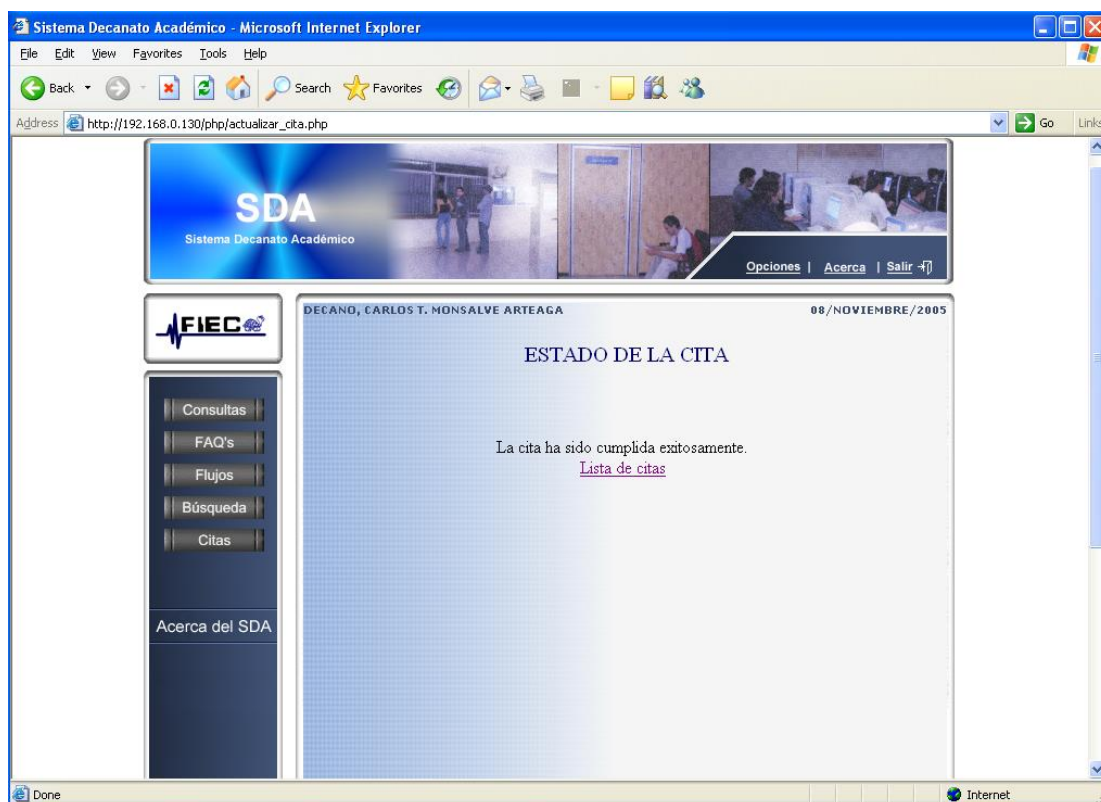 Sistema Decanato Académico - Microsoft Internet Explorer
File Edit View Favorites Tools Help
Back Search Favorites
Address http://192.168.0.130/php/actualizar_cita.php Go Links
SDA
Sistema Decanato Académico
Opciones | Acerca | Salir
FIEC
DECANO, CARLOS T. MONSALVE ARTEAGA 08/NOVIEMBRE/2005
ESTADO DE LA CITA
Consultas
FAQ's
La cita ha sido cumplida exitosamente.
Lista de citas
Flujos
Búsqueda
Citas
Acerca del SDA
Done Internet